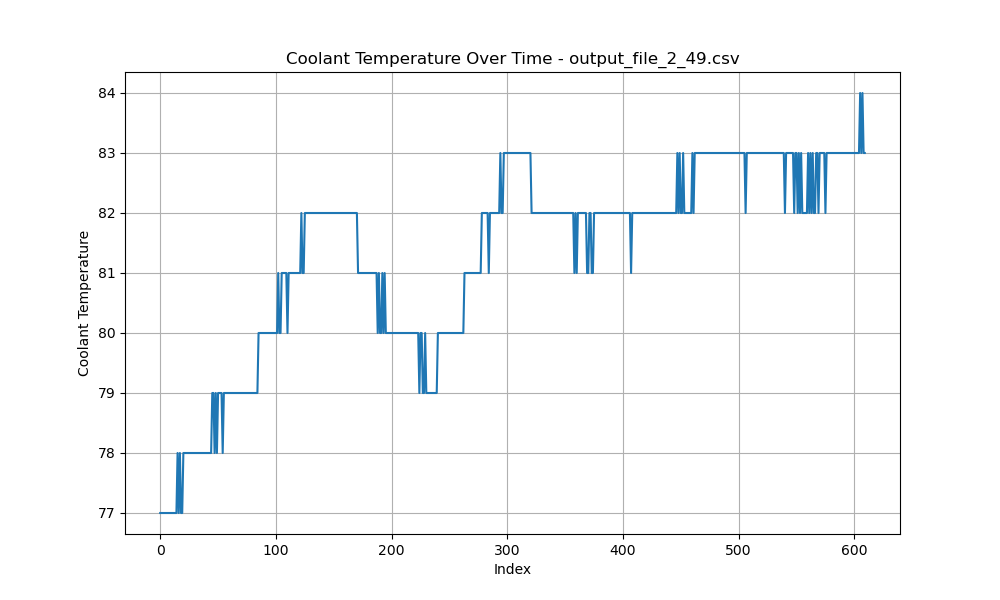 Coolant Temperature Over Time - output_file_2_49.csv
Coolant Temperature
84
83
82
81
80
79
78
77
0 100 200 300 400 500 600
Index